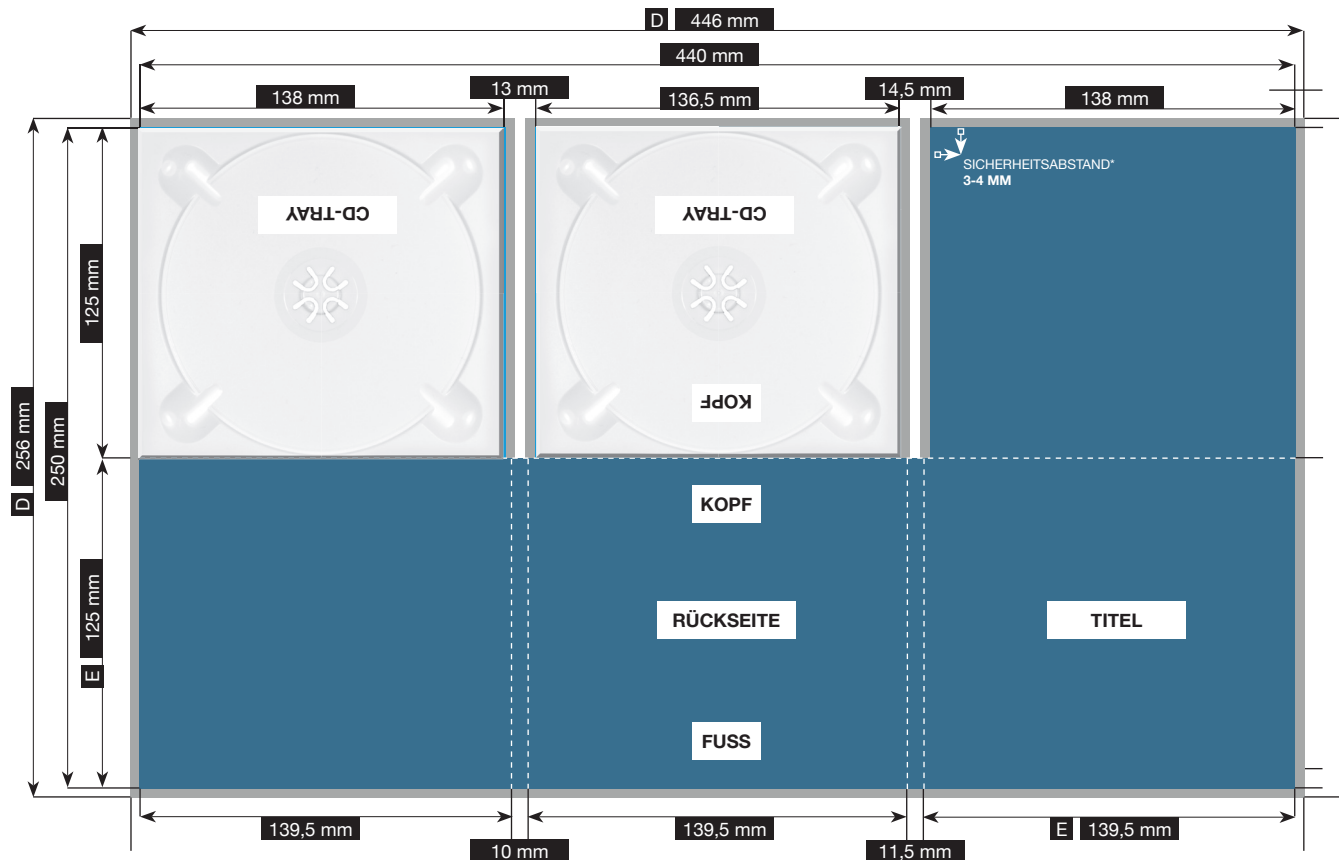 D 446 mm
440 mm
13 mm
14,5 mm
138 mm
136,5 mm
138 mm
SICHERHEITSABSTAND*
3-4 MM
CD-TRAY
CD-TRAY
125 mm
KOPF
D 256 mm
250 mm
KOPF
E 125 mm
RÜCKSEITE
TITEL
FUSS
139,5 mm
139,5 mm
E 139,5 mm
10 mm
11,5 mm